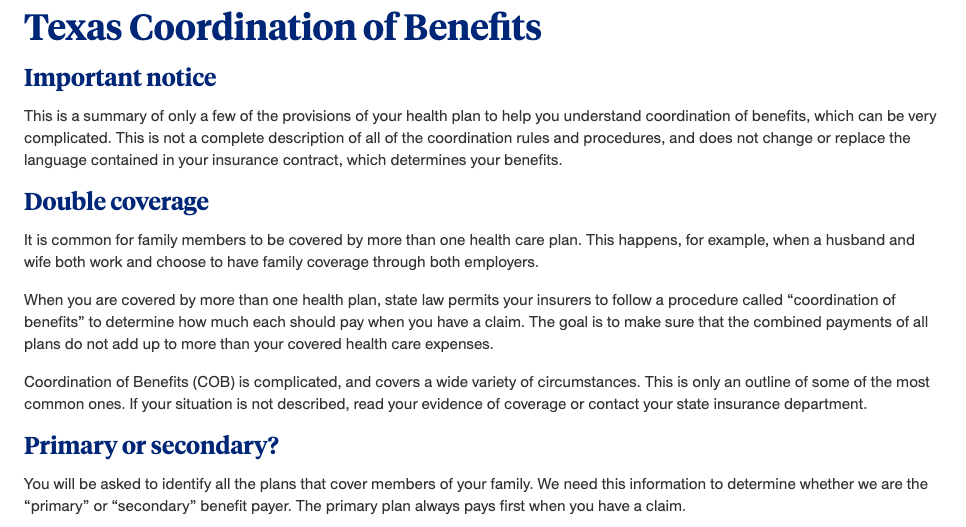 Texas Coordination of Benefits
Important notice
This is a summary of only a few of the provisions of your health plan to help you understand coordination of benefits, which can be very
complicated. This is not a complete description of all of the coordination rules and procedures, and does not change or replace the
language contained in your insurance contract, which determines your benefits.
Double coverage
It is common for family members to be covered by more than one health care plan. This happens, for example, when a husband and
wife both work and choose to have family coverage through both employers.
When you are covered by more than one health plan, state law permits your insurers to follow a procedure called “coordination of
benefits” to determine how much each should pay when you have a claim. The goal is to make sure that the combined payments of all
plans do not add up to more than your covered health care expenses.
Coordination of Benefits (COB) is complicated, and covers a wide variety of circumstances. This is only an outline of some of the most
common ones. If your situation is not described, read your evidence of coverage or contact your state insurance department.
Primary or secondary?
You will be asked to identify all the plans that cover members of your family. We need this information to determine whether we are the
“primary” or “secondary” benefit payer. The primary plan always pays first when you have a claim.